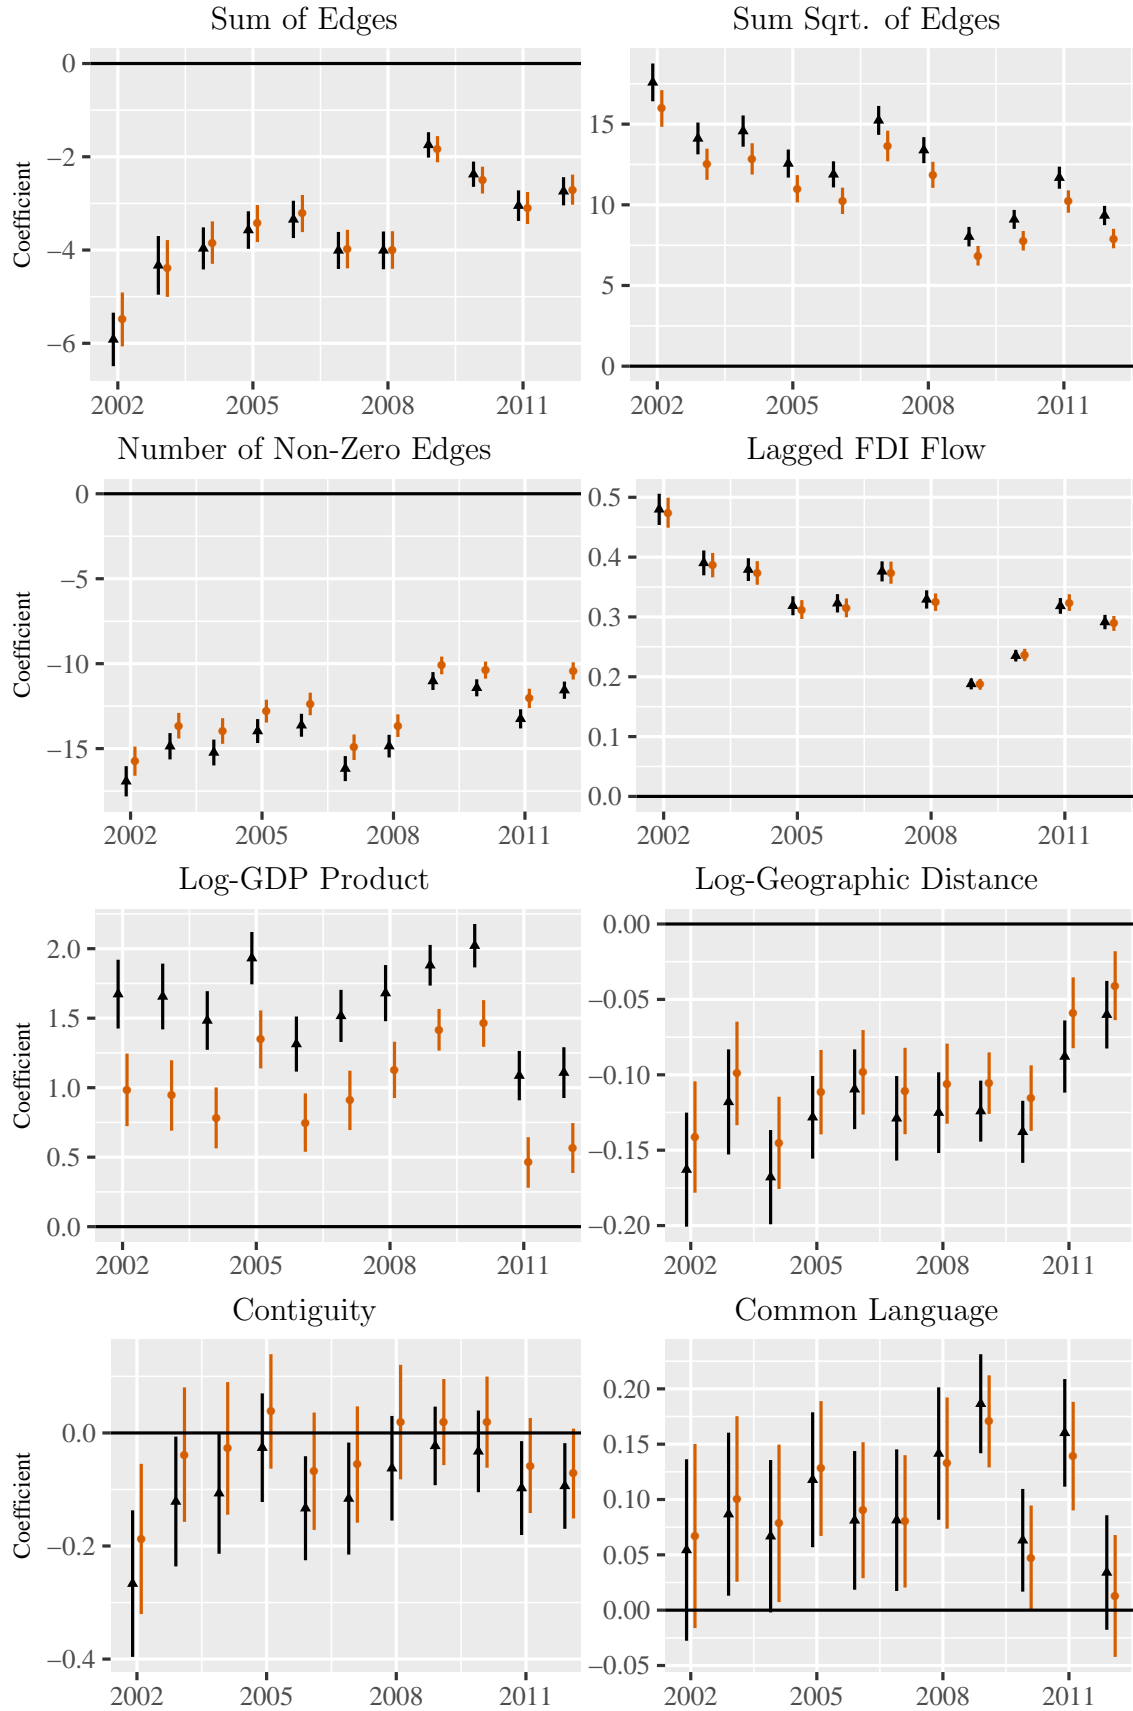 Sum of Edges
Coefficient
0
−2
−4
−6
2002 2005 2008 2011
Sum Sqrt. of Edges
15
10
5
0
2002 2005 2008 2011
Number of Non-Zero Edges
Coefficient
0
−5
−10
−15
2002 2005 2008 2011
Lagged FDI Flow
0.5
0.4
0.3
0.2
0.1
0.0
2002 2005 2008 2011
Log-GDP Product
Coefficient
2.0
1.5
1.0
0.5
0.0
2002 2005 2008 2011
Log-Geographic Distance
0.00
−0.05
−0.10
−0.15
−0.20
2002 2005 2008 2011
Contiguity
Coefficient
0.0
−0.2
−0.4
2002 2005 2008 2011
Common Language
0.20
0.15
0.10
0.05
0.00
−0.05
2002 2005 2008 2011